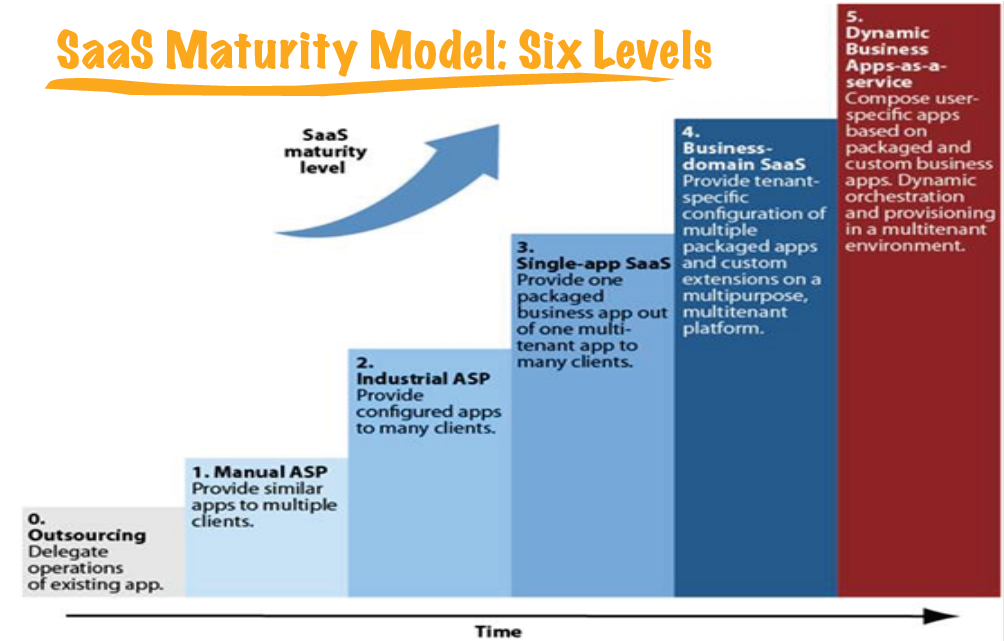 SaaS Maturity Model: Six Levels
SaaS
maturity
level
0.
Outsourcing
Delegate
operations
of existing app.
1. Manual ASP
Provide similar
apps to multiple
clients.
2.
Industrial ASP
Provide
configured apps
to many clients.
3.
Single-app SaaS
Provide one
packaged
business app out
of one multi-
tenant app to
many clients.
4.
Business-
domain SaaS
Provide tenant-
specific
configuration of
multiple
packaged apps
and custom
extensions on a
multipurpose,
multitenant
platform.
5.
Dynamic
Business
Apps-as-a-
service
Compose user-
specific apps
based on
packaged and
custom business
apps. Dynamic
orchestration
and provisioning
in a multitenant
environment.
Time